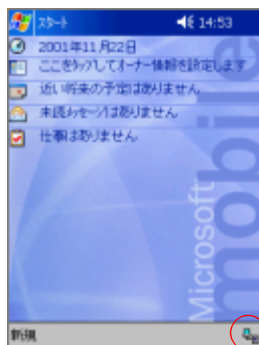 スタート 14:53
2001年11月22日
ここをタップしてオーナー情報を設定します
近い将来の予定はありません
未読メッセージはありません
仕事はありません
Microsoft
mobile
新規